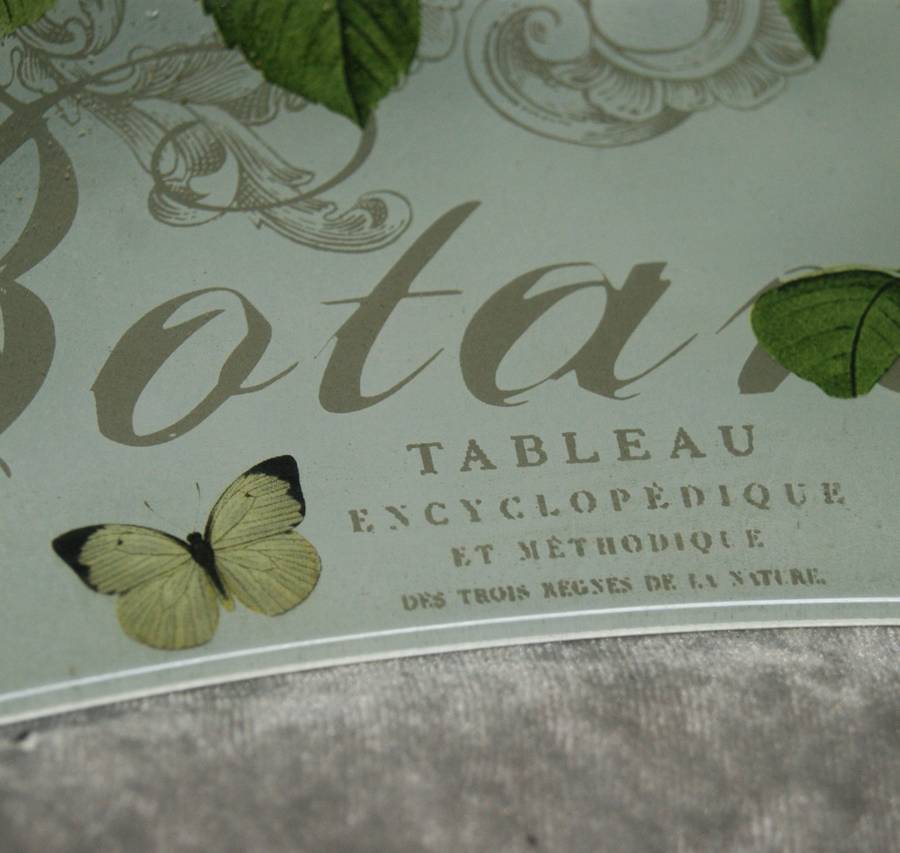 Botan
TABLEAU
ENCYCLOPÉDIQUE
ET MÉTHODIQUE
DES TROIS RÈGNES DE LA NATURE.